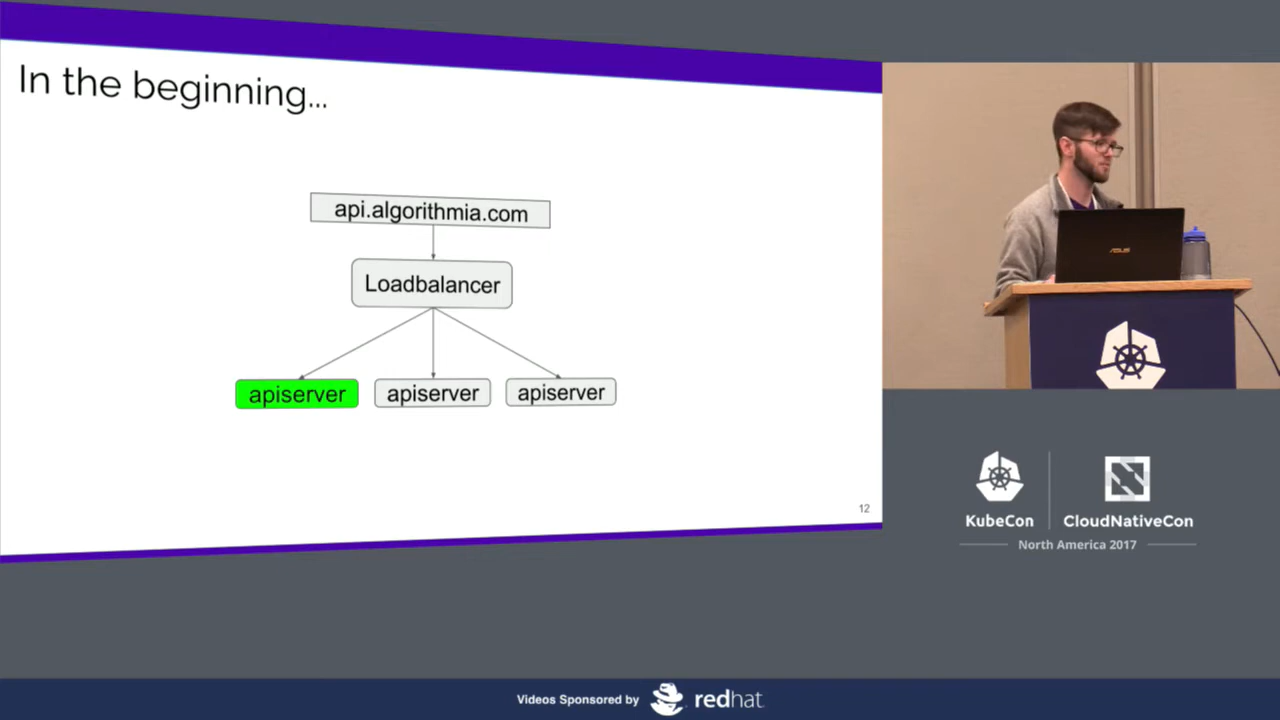 In the beginning...
api.algorithmia.com
Loadbalancer
apiserver
apiserver
apiserver
12
ASUS
KubeCon
CloudNativeCon
North America 2017
Videos Sponsored by
redhat